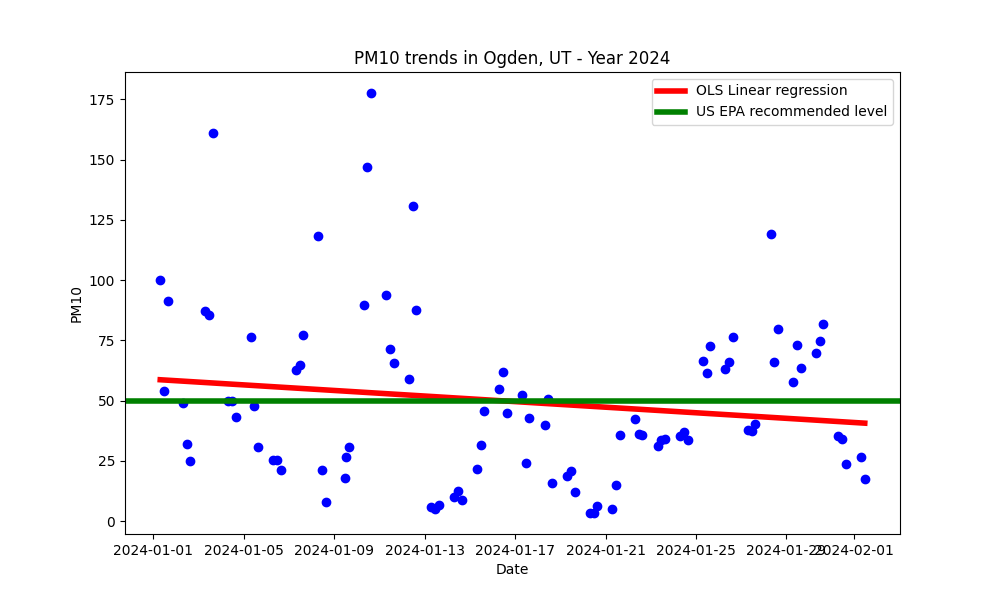 PM10 trends in Ogden, UT - Year 2024
OLS Linear regression
US EPA recommended level
175
150
125
100
75
50
25
0
PM10
2024-01-01 2024-01-05 2024-01-09 2024-01-13 2024-01-17 2024-01-21 2024-01-25 2024-01-29 2024-02-01
Date